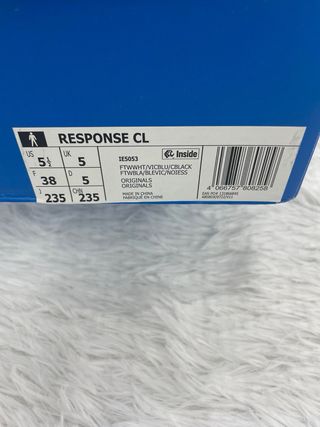 RESPONSE CL
US 5½ UK 5
F 38 D 5
J 235 CHN 235
IE5053
Inside
FTWWHT/VICBLU/CBLACK
FTWBLA/BLEVIC/NOIESS
ORIGINALS
ORIGINALS
MADE IN CHINA
FABRIQUÉ EN CHINE
4 066757 808258